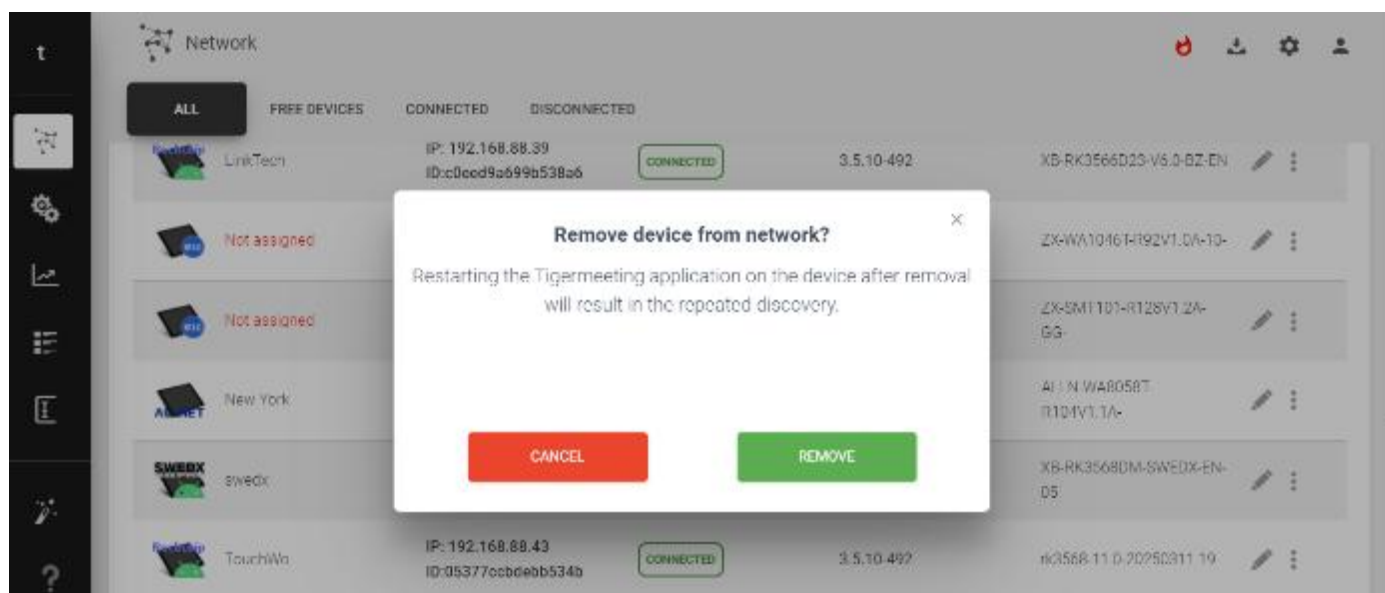 t
Network
ALL FREE DEVICES CONNECTED DISCONNECTED
LinkTech
IP: 192.168.88.39
ID:c0eed9a699b538a6
CONNECTED
3.5.10-492
XB-RK3566D23-V6.0-BZ-EN
Not assigned
ZX-WA1046T-R92V1.0A-10-
Not assigned
ZX-SMT101-R128V1.2A-
GG-
New York
R104V1.1A-
SWEDX
swedx
XB-RK3568DM-SWEDX-EN-
05
TouchWo
IP: 192.168.88.43
CONNECTED
3.5.10-492
rk3568-11.0-20250311.19
Remove device from network?
Restarting the Tigermeeting application on the device after removal
will result in the repeated discovery.
CANCEL REMOVE
?